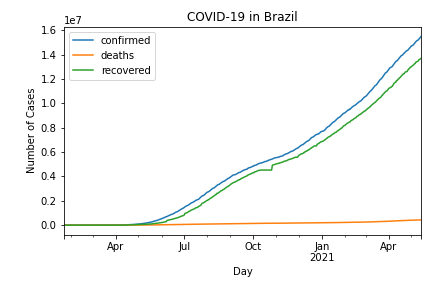 COVID-19 in Brazil
1e7
confirmed
deaths
recovered
Number of Cases
1.6
1.4
1.2
1.0
0.8
0.6
0.4
0.2
0.0
Apr Jul Oct Jan Apr
2021
Day